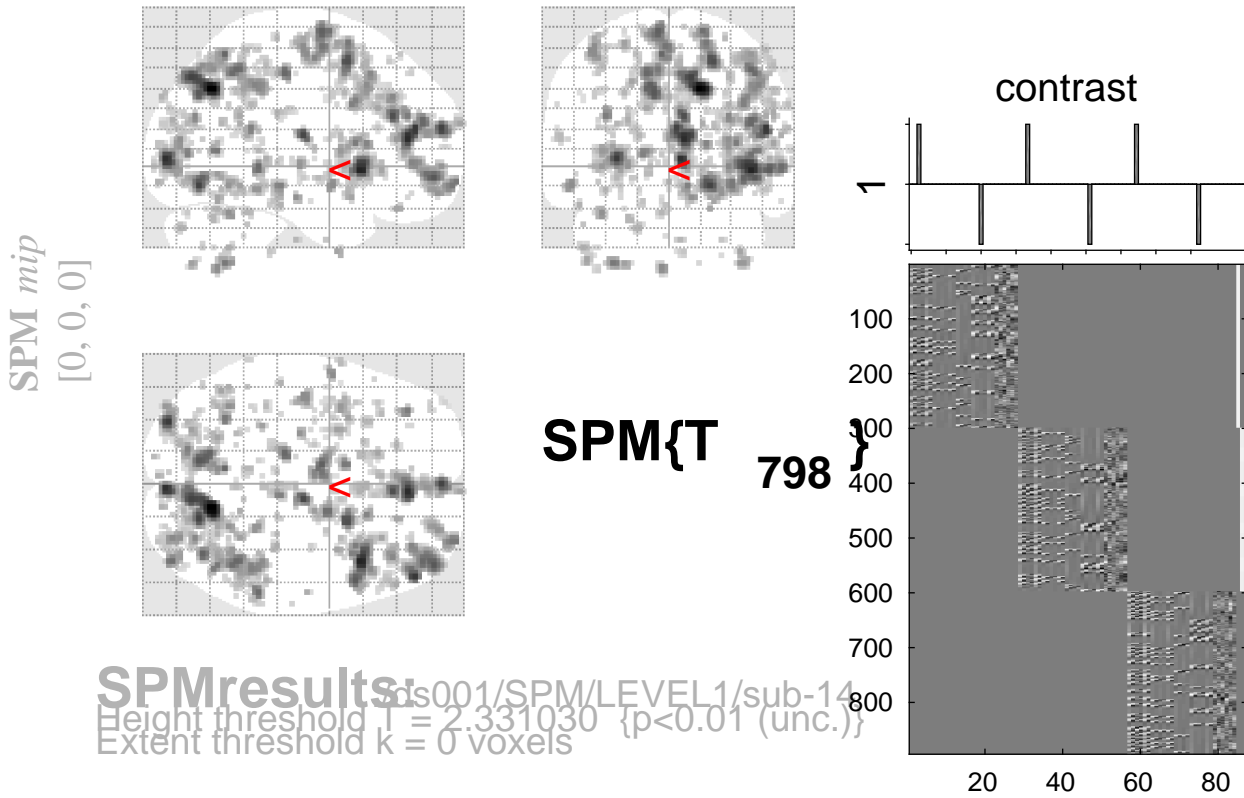 SPM mip
[0, 0, 0]
<
<
<
SPM{T798}
contrast
1
100
200
300
400
500
600
700
800
20
40
60
80
SPMresults: /ds001/SPM/LEVEL1/sub-14
Height threshold T = 2.331030 {p<0.01 (unc.)}
Extent threshold k = 0 voxels